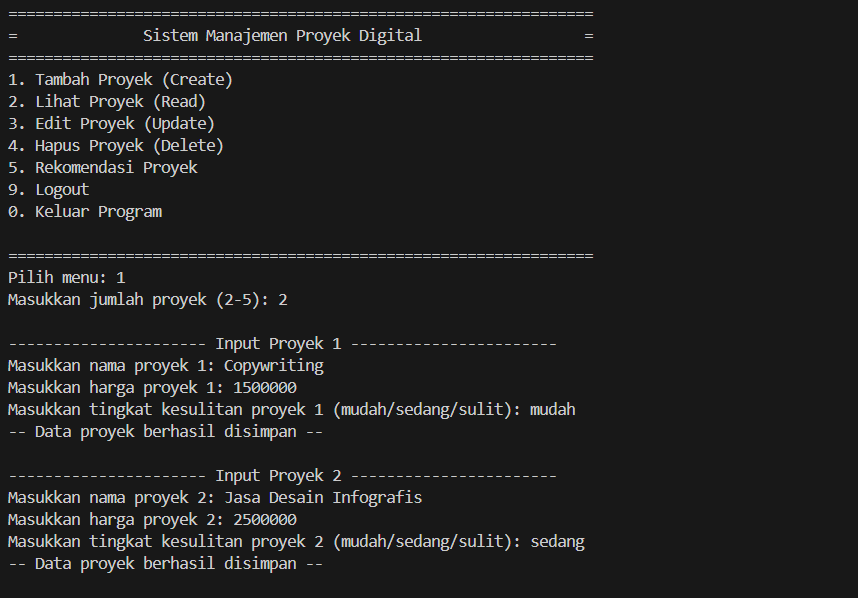 =================================================================
=              Sistem Manajemen Proyek Digital                  =
=================================================================
1. Tambah Proyek (Create)
2. Lihat Proyek (Read)
3. Edit Proyek (Update)
4. Hapus Proyek (Delete)
5. Rekomendasi Proyek
9. Logout
0. Keluar Program
=================================================================
Pilih menu: 1
Masukkan jumlah proyek (2-5): 2
---------------------- Input Proyek 1 -----------------------
Masukkan nama proyek 1: Copywriting
Masukkan harga proyek 1: 1500000
Masukkan tingkat kesulitan proyek 1 (mudah/sedang/sulit): mudah
-- Data proyek berhasil disimpan --
---------------------- Input Proyek 2 -----------------------
Masukkan nama proyek 2: Jasa Desain Infografis
Masukkan harga proyek 2: 2500000
Masukkan tingkat kesulitan proyek 2 (mudah/sedang/sulit): sedang
-- Data proyek berhasil disimpan --